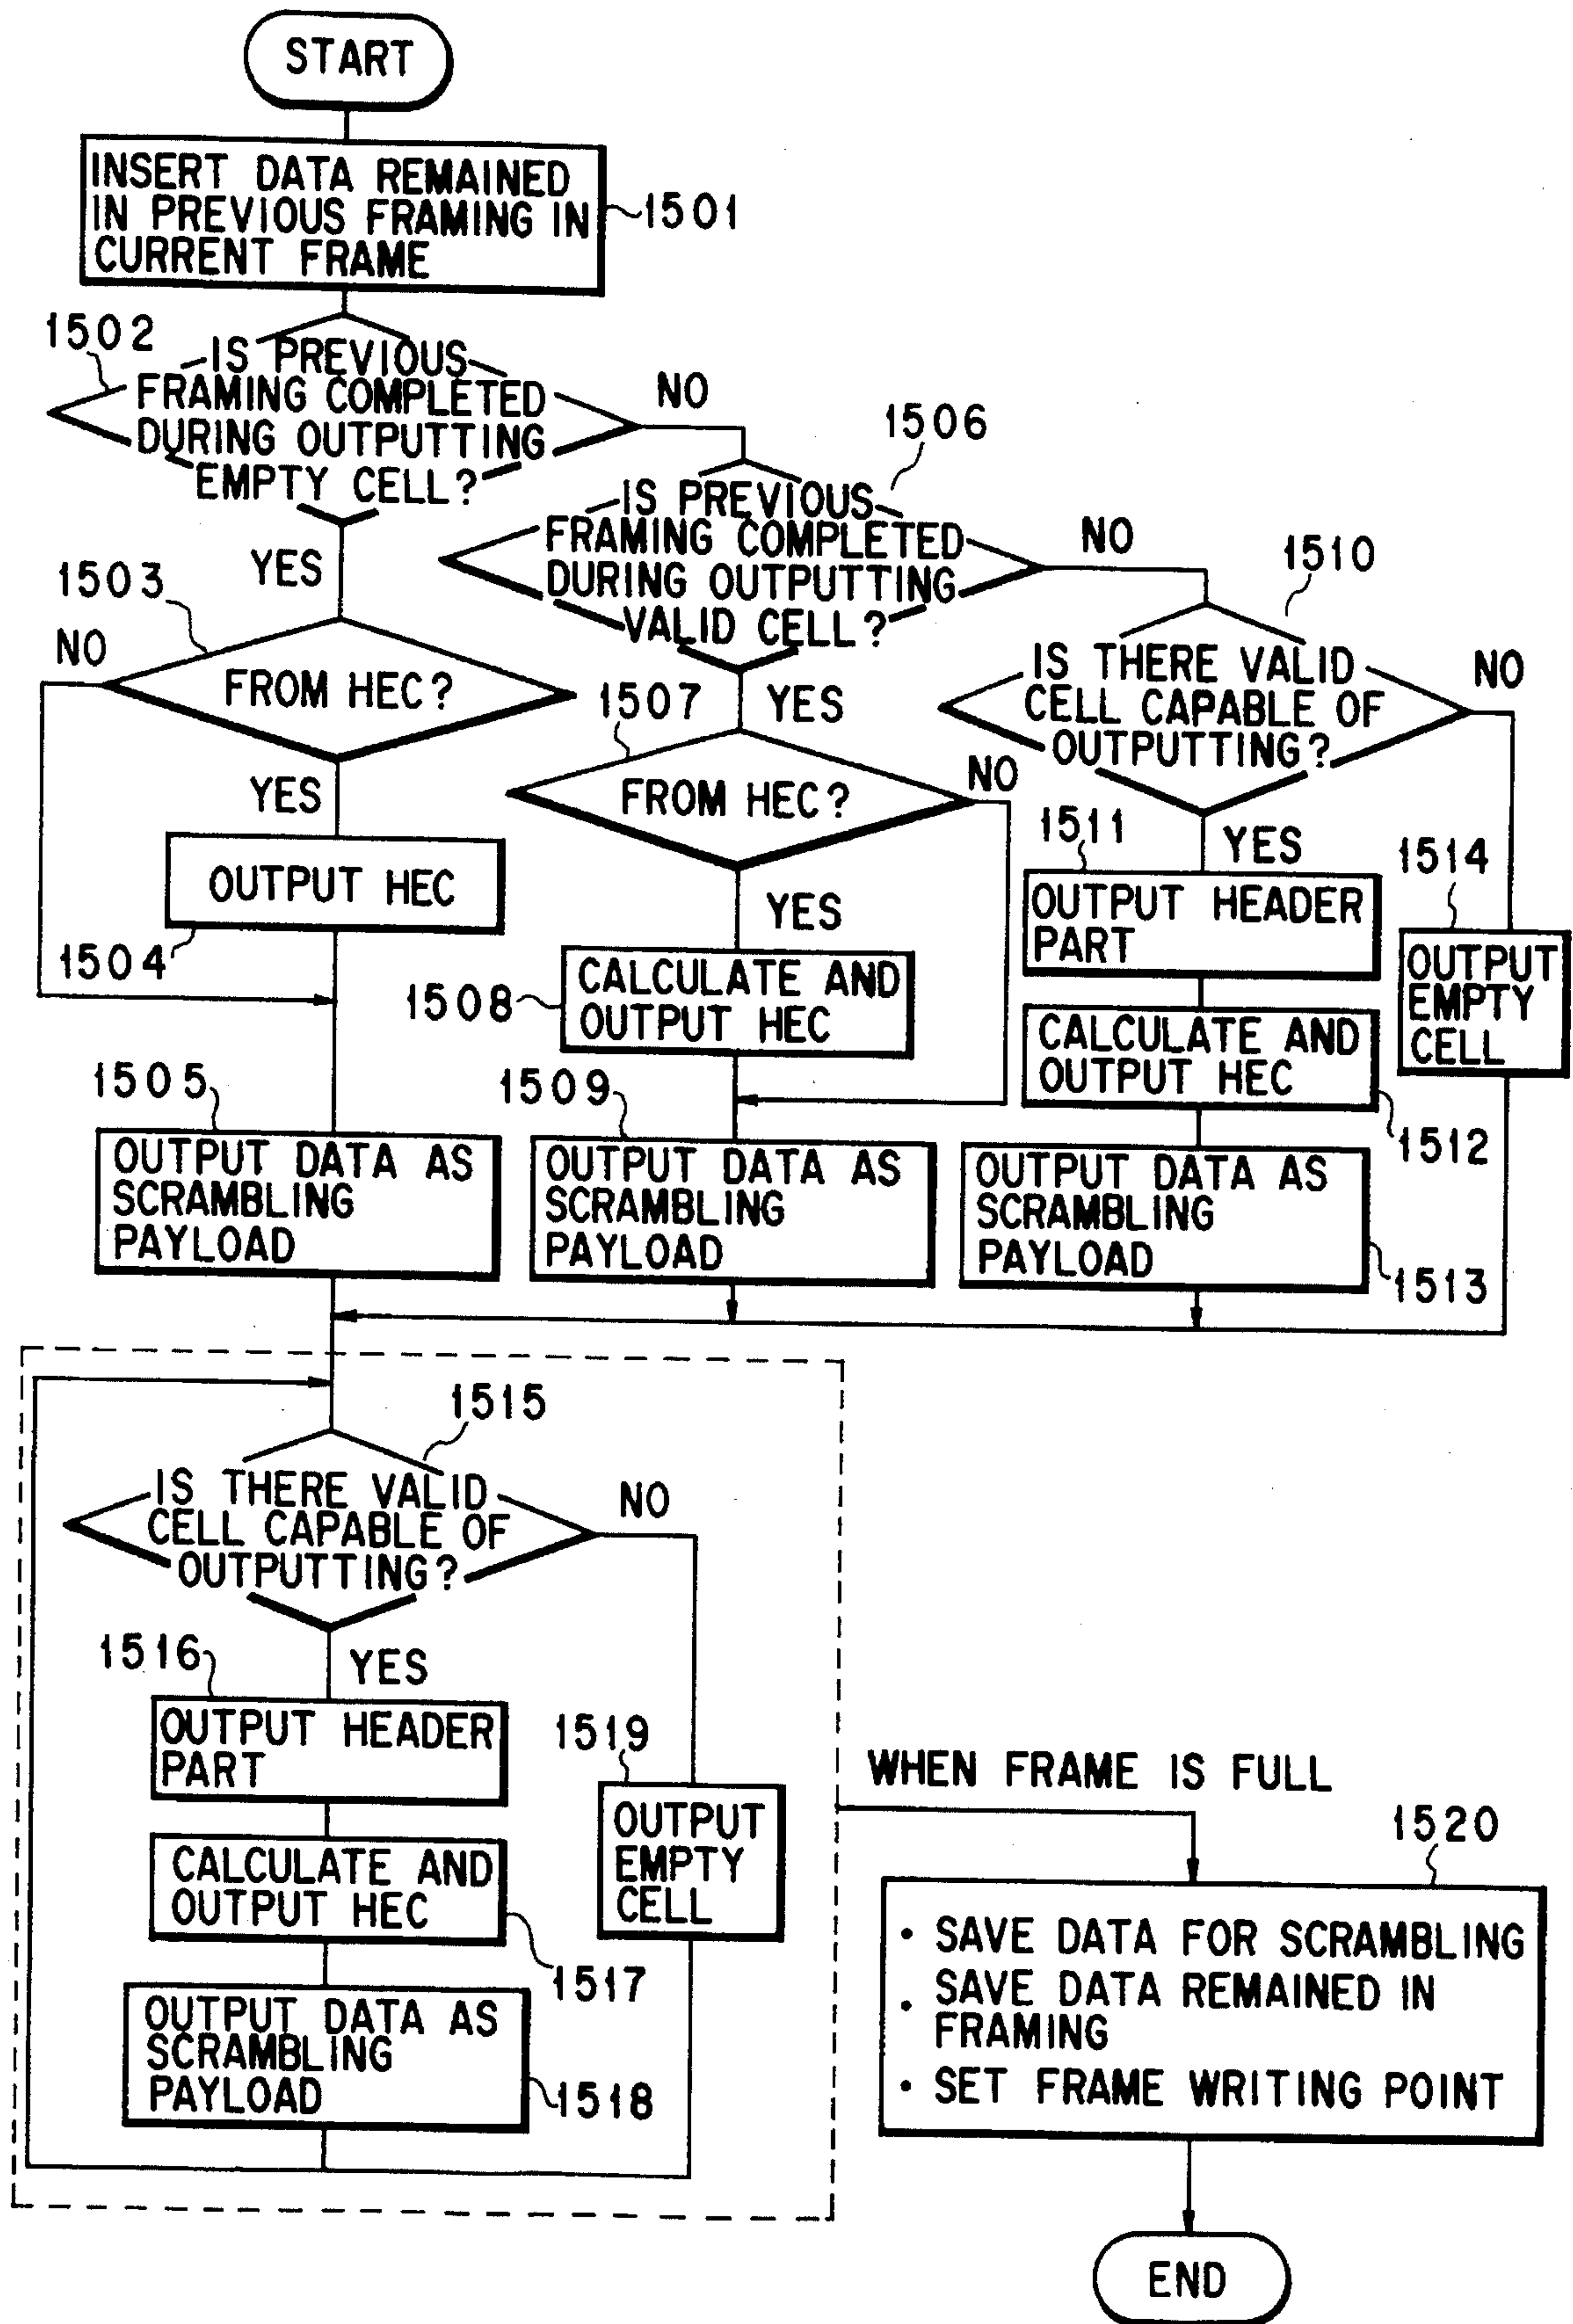 START
INSERT DATA REMAINED
IN PREVIOUS FRAMING IN
CURRENT FRAME
1501
1502
IS PREVIOUS
FRAMING COMPLETED
DURING OUTPUTTING
EMPTY CELL?
NO
YES
1506
IS PREVIOUS
FRAMING COMPLETED
DURING OUTPUTTING
VALID CELL?
NO
YES
1503
NO
FROM HEC?
YES
OUTPUT HEC
1504
1505
OUTPUT DATA AS
SCRAMBLING
PAYLOAD
1507
FROM HEC?
NO
YES
1508
CALCULATE AND
OUTPUT HEC
1509
OUTPUT DATA AS
SCRAMBLING
PAYLOAD
1510
IS THERE VALID
CELL CAPABLE OF
OUTPUTTING?
NO
YES
1511
OUTPUT HEADER
PART
CALCULATE AND
OUTPUT HEC
1512
OUTPUT DATA AS
SCRAMBLING
PAYLOAD
1513
1514
OUTPUT
EMPTY
CELL
1515
IS THERE VALID
CELL CAPABLE OF
OUTPUTTING?
NO
YES
1516
OUTPUT HEADER
PART
CALCULATE AND
OUTPUT HEC
1517
OUTPUT DATA AS
SCRAMBLING
PAYLOAD
1518
1519
OUTPUT
EMPTY
CELL
WHEN FRAME IS FULL
1520
• SAVE DATA FOR SCRAMBLING
• SAVE DATA REMAINED IN
FRAMING
• SET FRAME WRITING POINT
END